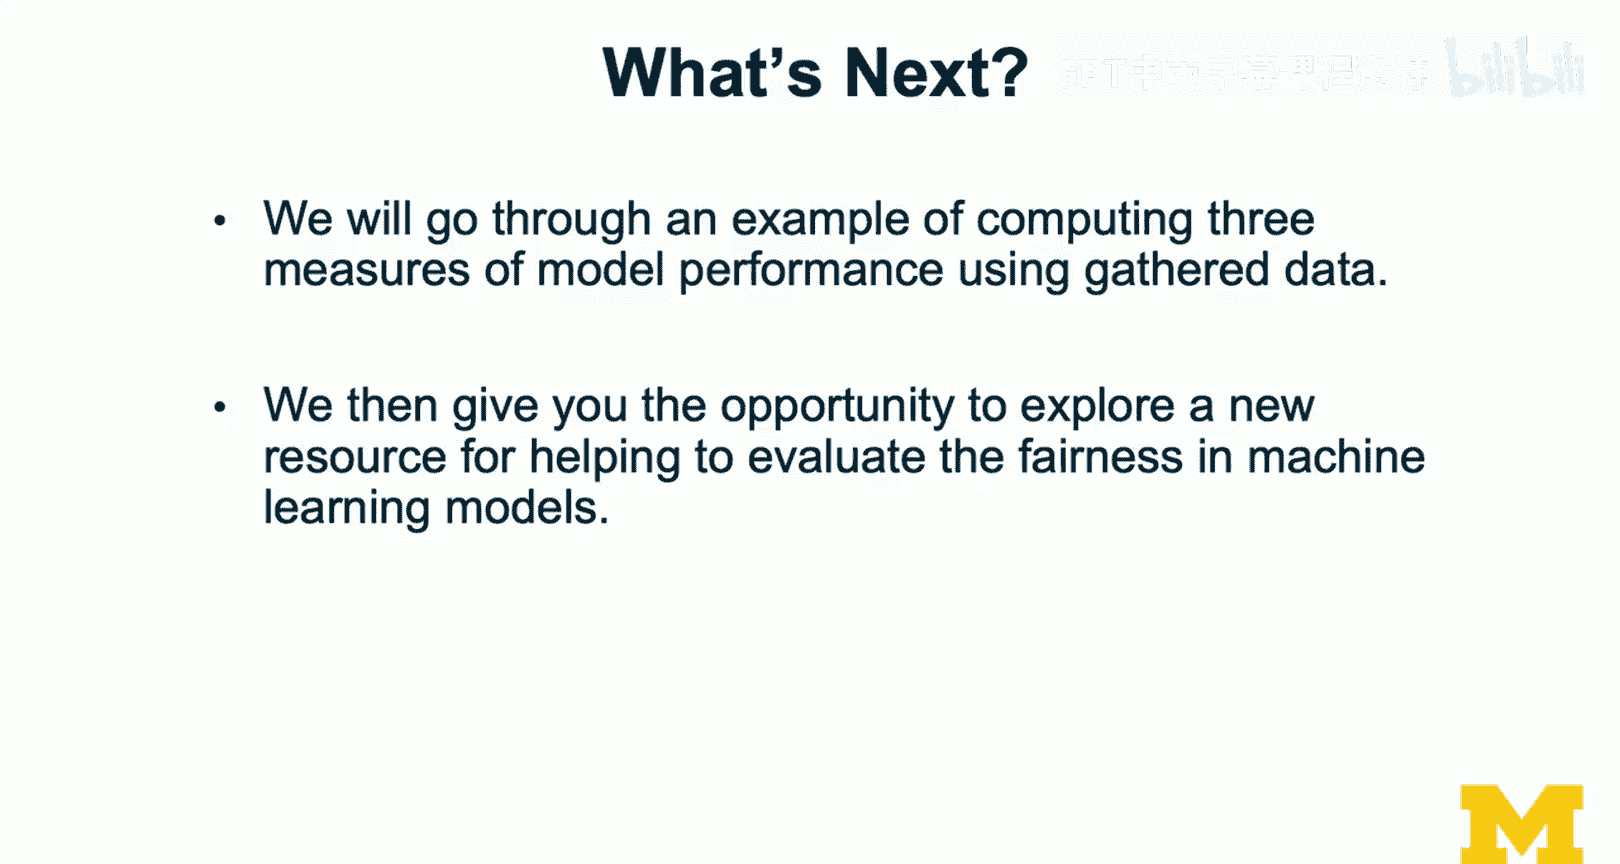 What’s Next?
bilibili
• We will go through an example of computing three
measures of model performance using gathered data.
• We then give you the opportunity to explore a new
resource for helping to evaluate the fairness in machine
learning models.
M